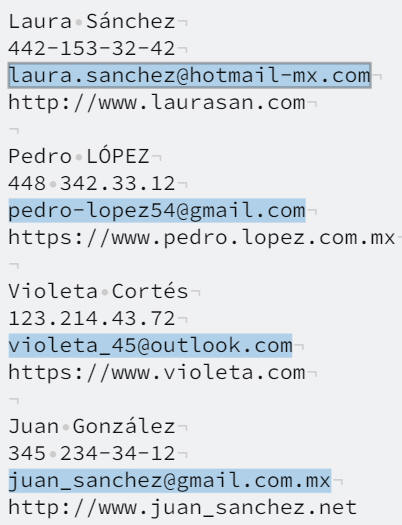 Laura Sánchez
442-153-32-42
laura.sanchez@hotmail-mx.com
http://www.laurasan.com

Pedro LÓPEZ
448 342.33.12
pedro-lopez54@gmail.com
https://www.pedro.lopez.com.mx

Violeta Cortés
123.214.43.72
violeta_45@outlook.com
https://www.violeta.com

Juan González
345 234-34-12
juan_sanchez@gmail.com.mx
http://www.juan_sanchez.net